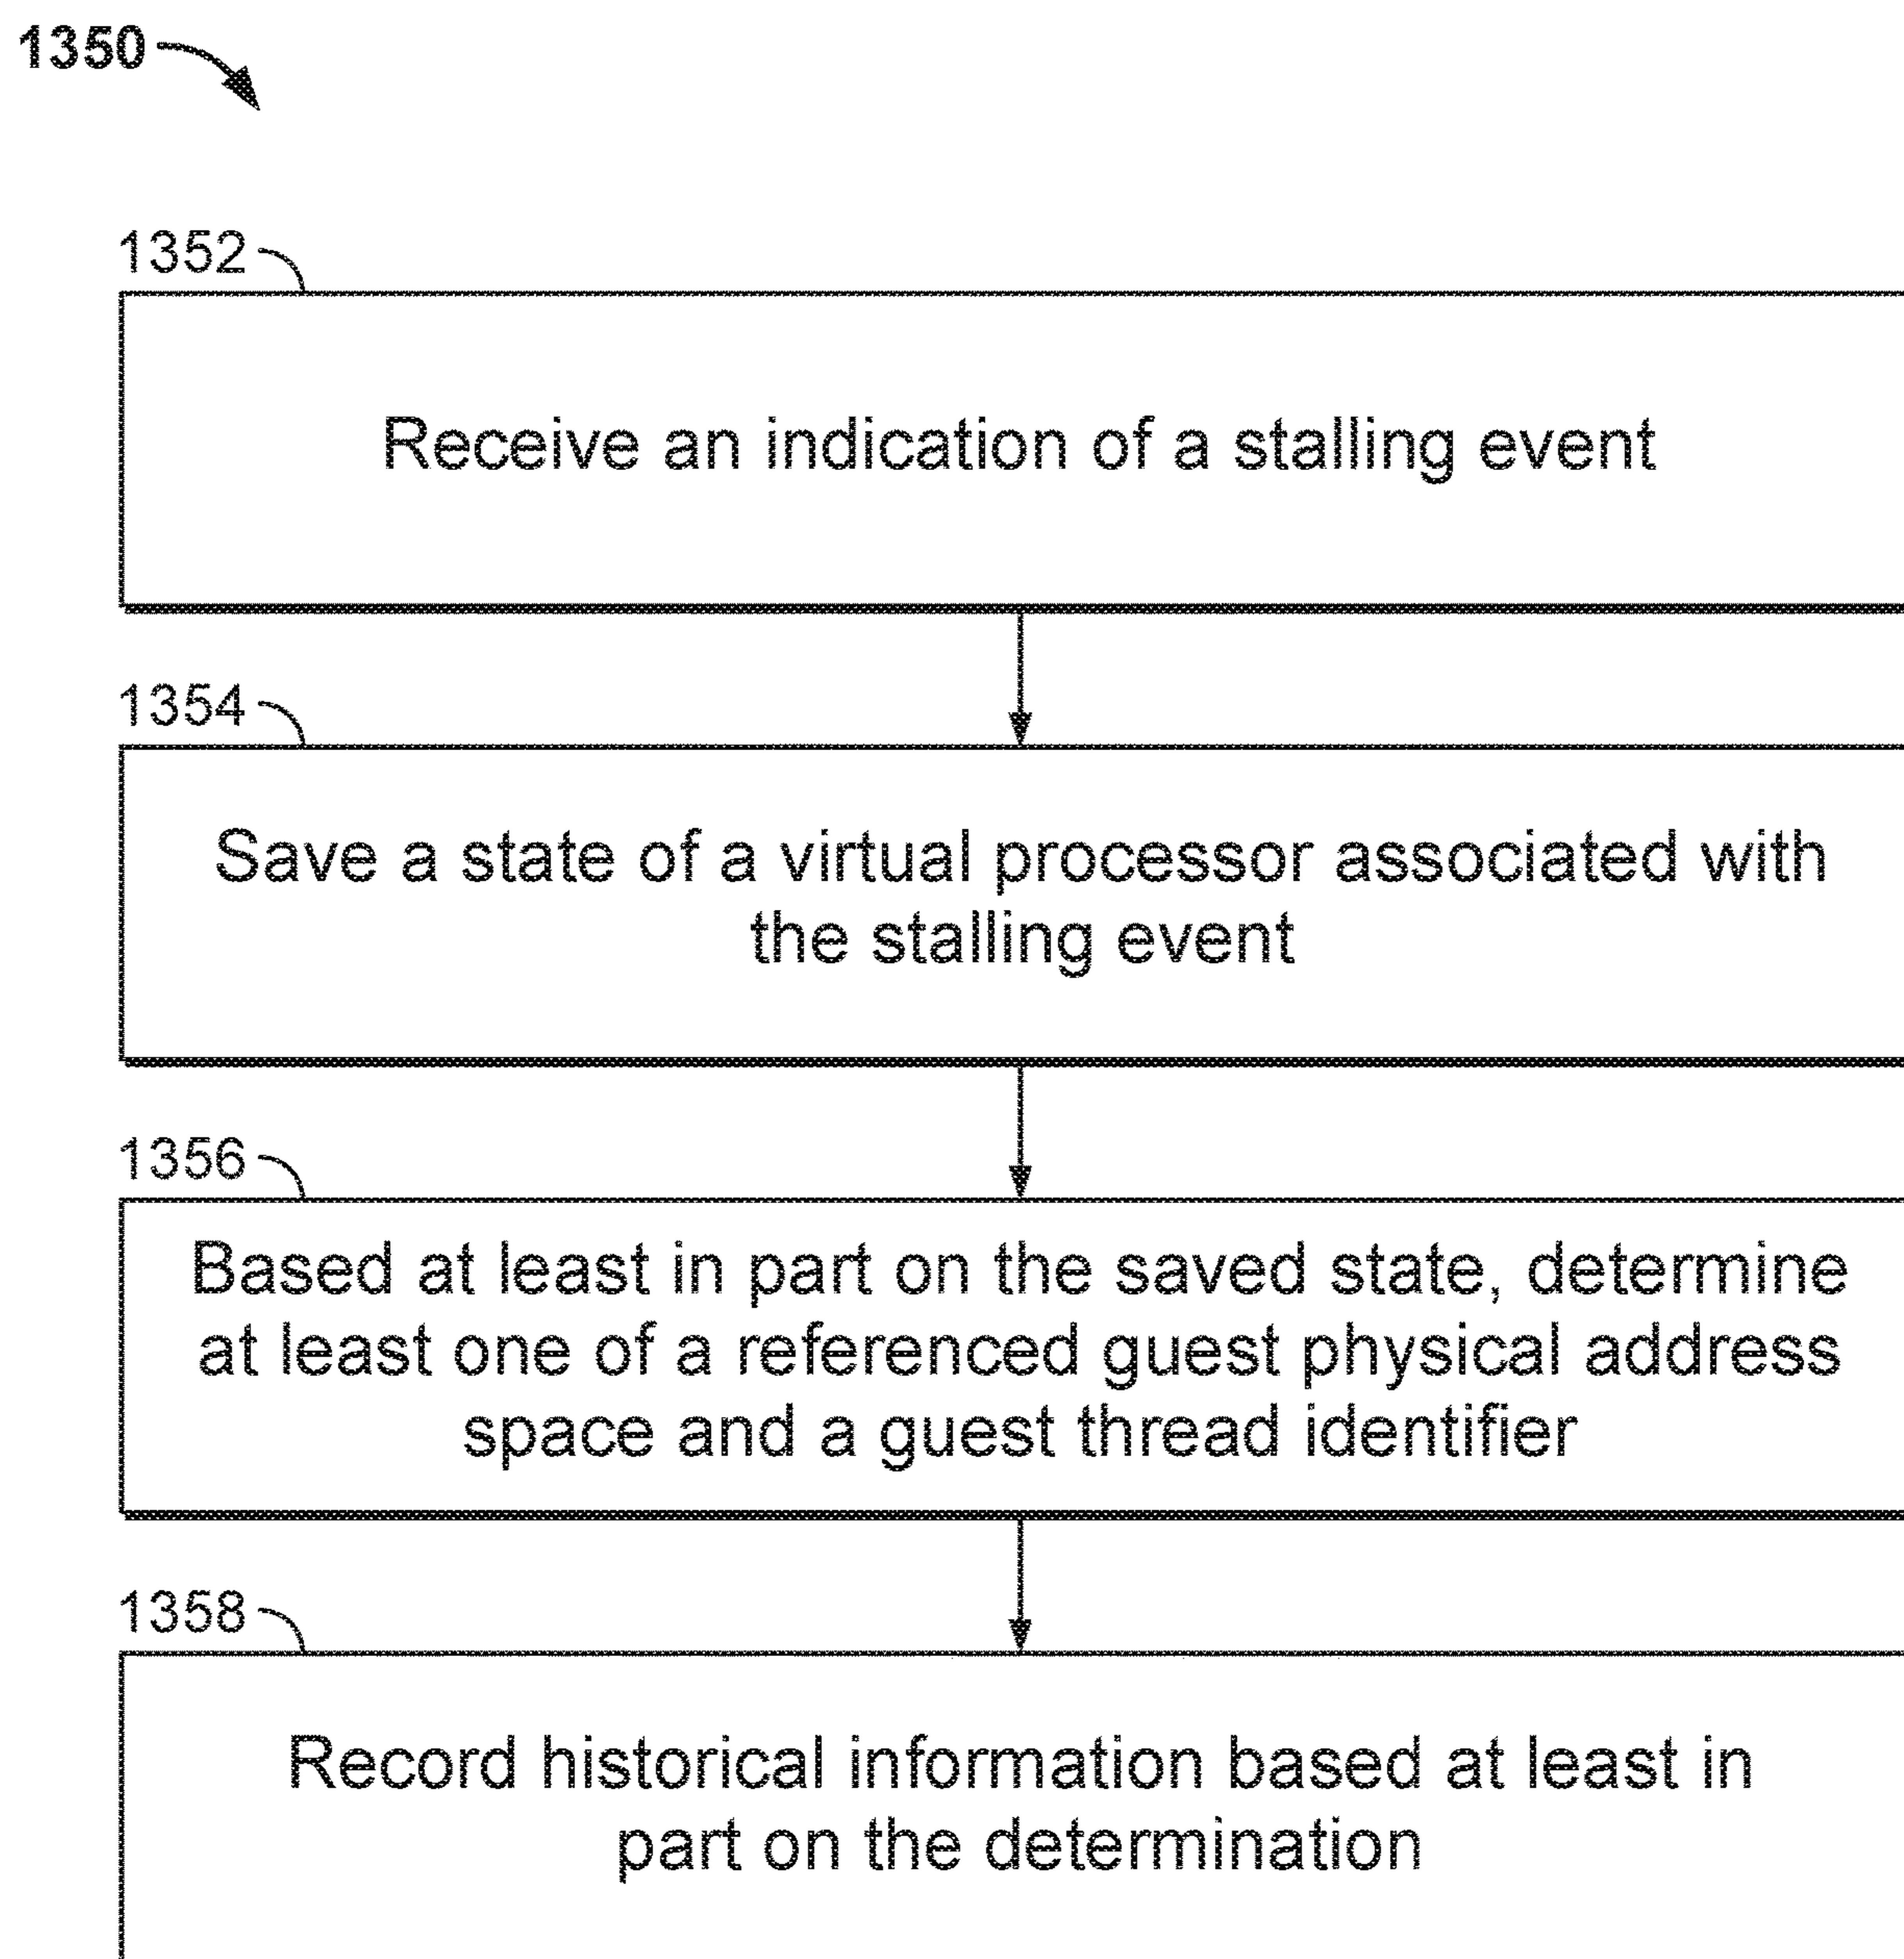 1350
1352
Receive an indication of a stalling event
1354
Save a state of a virtual processor associated with
the stalling event
1356
Based at least in part on the saved state, determine
at least one of a referenced guest physical address
space and a guest thread identifier
1358
Record historical information based at least in
part on the determination